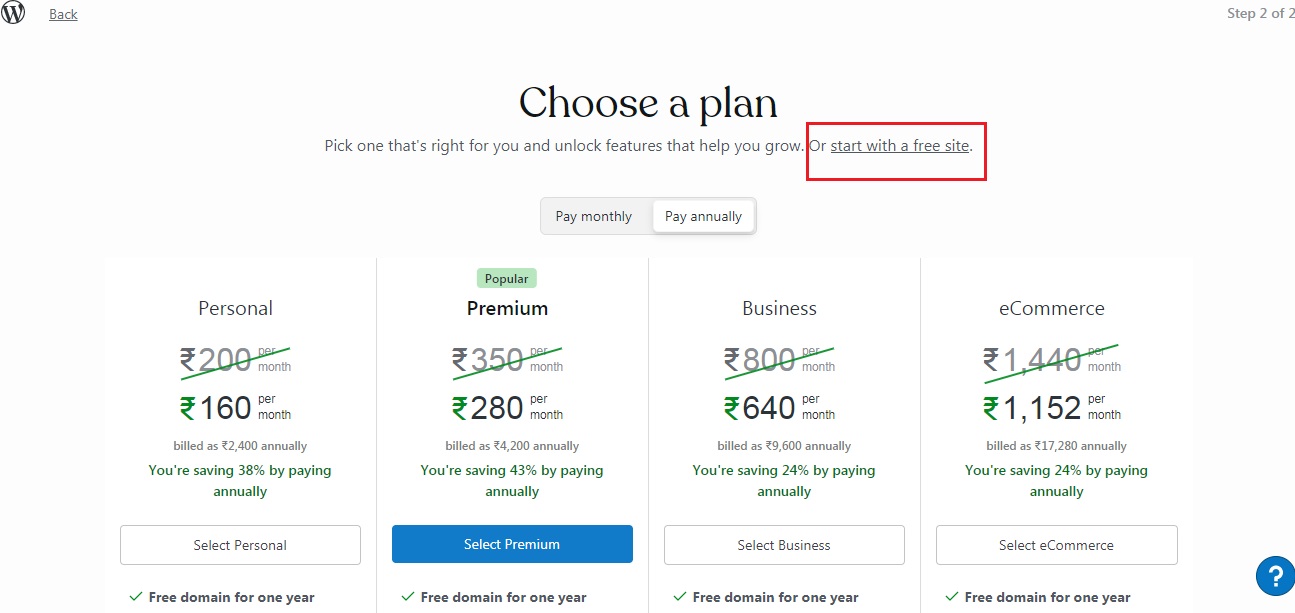 Back
Step 2 of 2
Choose a plan
Pick one that's right for you and unlock features that help you grow. Or start with a free site.
Pay monthly Pay annually
Popular
Personal Premium Business eCommerce
₹200 per month ₹350 per month ₹800 per month ₹1,440 per month
₹160 per month ₹280 per month ₹640 per month ₹1,152 per month
billed as ₹2,400 annually billed as ₹4,200 annually billed as ₹9,600 annually billed as ₹17,280 annually
You're saving 38% by paying annually You're saving 43% by paying annually You're saving 24% by paying annually You're saving 24% by paying annually
Select Personal Select Premium Select Business Select eCommerce
Free domain for one year Free domain for one year Free domain for one year Free domain for one year
?